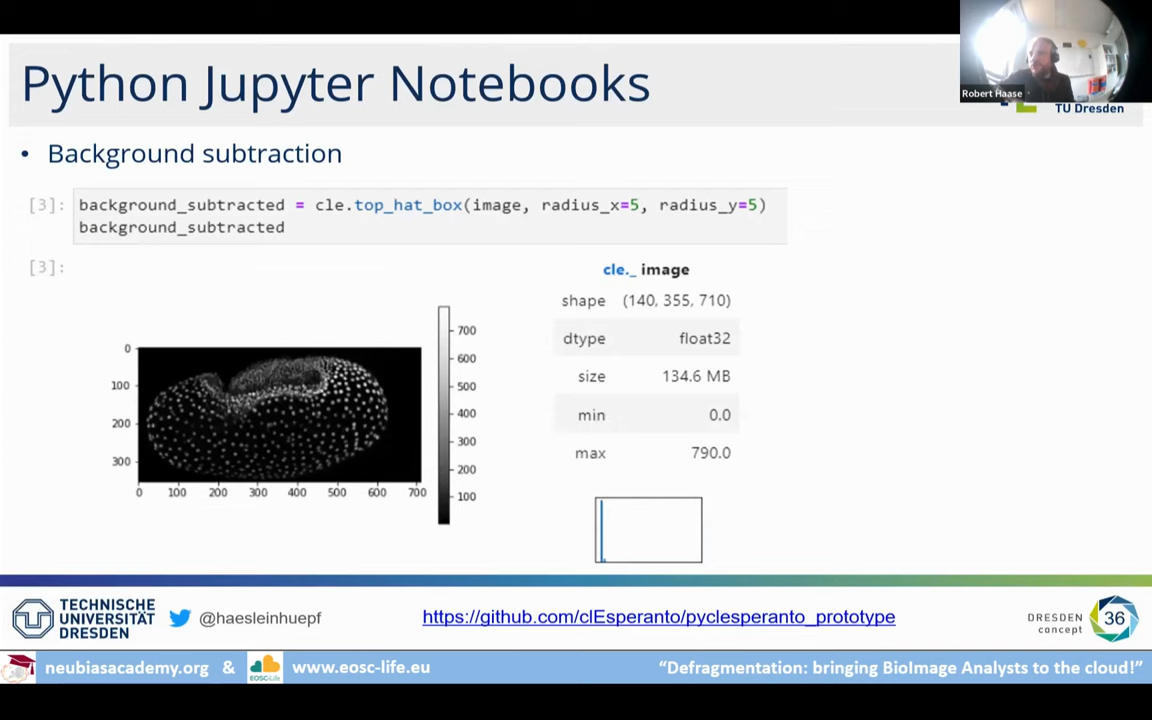 Python Jupyter Notebooks
Robert Haase
TU Dresden
• Background subtraction
[3]: background_subtracted = cle.top_hat_box(image, radius_x=5, radius_y=5)
background_subtracted
[3]:
cle._ image
shape (140, 355, 710)
dtype float32
size 134.6 MB
min 0.0
max 790.0
700
600
500
400
300
200
100
0
100
200
300
0 100 200 300 400 500 600 700
TECHNISCHE
UNIVERSITÄT
DRESDEN
@haesleinhuepf
https://github.com/clEsperanto/pyclesperanto_prototype
DRESDEN
concept
36
neubiasacademy.org & EOSC-Life www.eosc-life.eu
“Defragmentation: bringing BioImage Analysts to the cloud!”